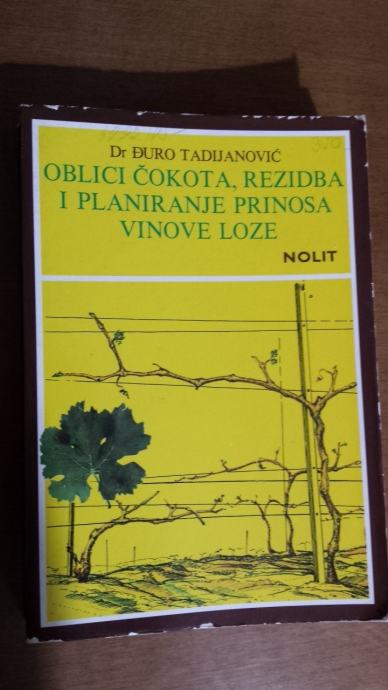 Dr ĐURO TADIJANOVIĆ
OBLICI ČOKOTA, REZIDBA
I PLANIRANJE PRINOSA
VINOVE LOZE
NOLIT